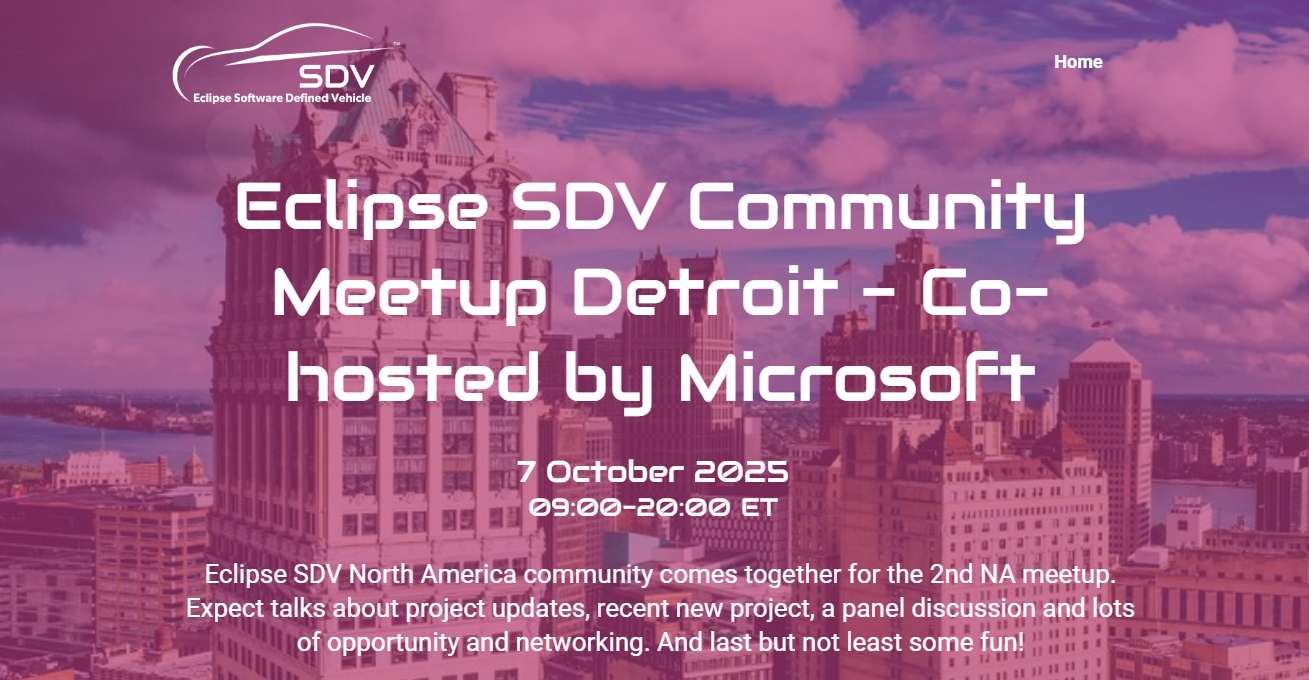 SDV
™
Eclipse Software Defined Vehicle
Home
Eclipse SDV Community
Meetup Detroit - Co-
hosted by Microsoft
7 October 2025
09:00-20:00 ET
Eclipse SDV North America community comes together for the 2nd NA meetup.
Expect talks about project updates, recent new project, a panel discussion and lots
of opportunity and networking. And last but not least some fun!